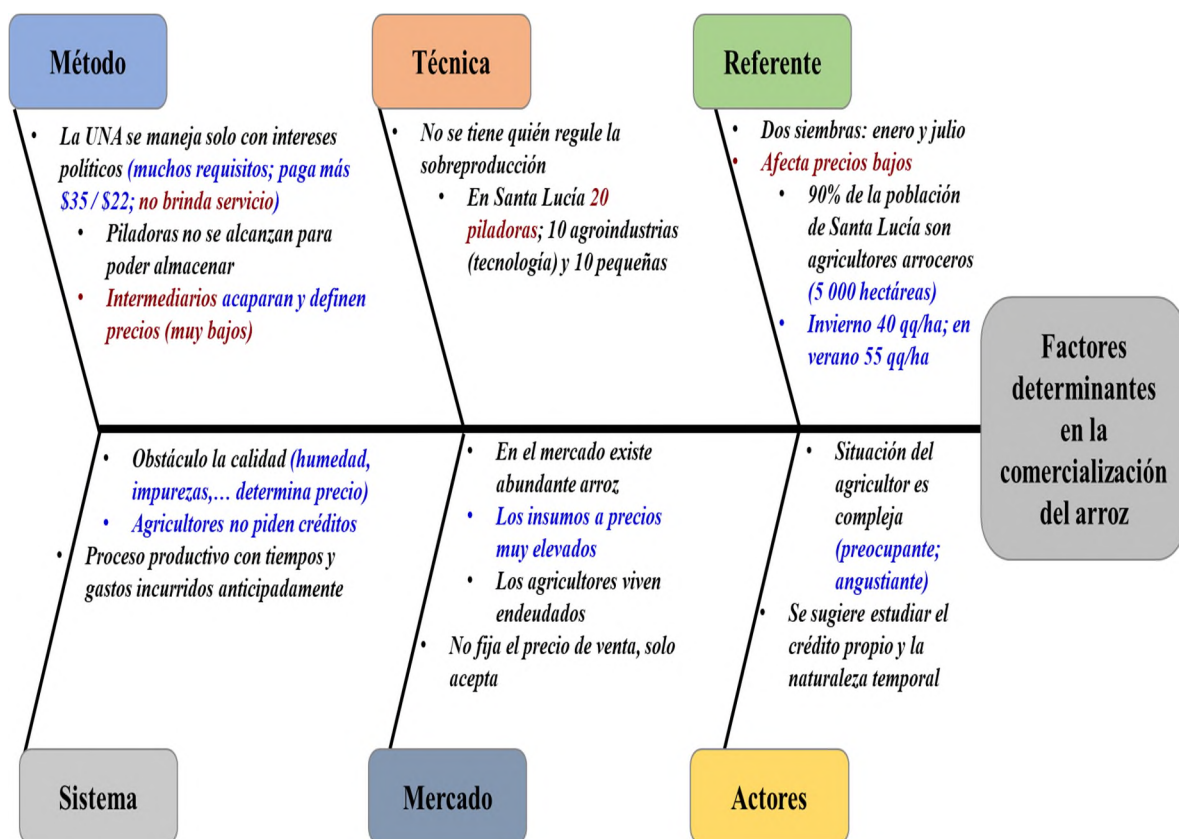 Método
• La UNA se maneja solo con intereses
políticos (muchos requisitos; paga más
$35 / $22; no brinda servicio)
• Piladoras no se alcanzan para
poder almacenar
• Intermediarios acaparan y definen
precios (muy bajos)
Técnica
• No se tiene quién regule la
sobreproducción
• En Santa Lucía 20
piladoras; 10 agroindustrias
(tecnología) y 10 pequeñas
Referente
• Dos siembras: enero y julio
• Afecta precios bajos
• 90% de la población
de Santa Lucía son
agricultores arroceros
(5 000 hectáreas)
• Invierno 40 qq/ha; en
verano 55 qq/ha
Factores
determinantes
en la
comercialización
del arroz
• Obstáculo la calidad (humedad,
impurezas,… determina precio)
• Agricultores no piden créditos
• Proceso productivo con tiempos y
gastos incurridos anticipadamente
Sistema
• En el mercado existe
abundante arroz
• Los insumos a precios
muy elevados
• Los agricultores viven
endeudados
• No fija el precio de venta, solo
acepta
Mercado
• Situación del
agricultor es
compleja
(preocupante;
angustiante)
• Se sugiere estudiar el
crédito propio y la
naturaleza temporal
Actores